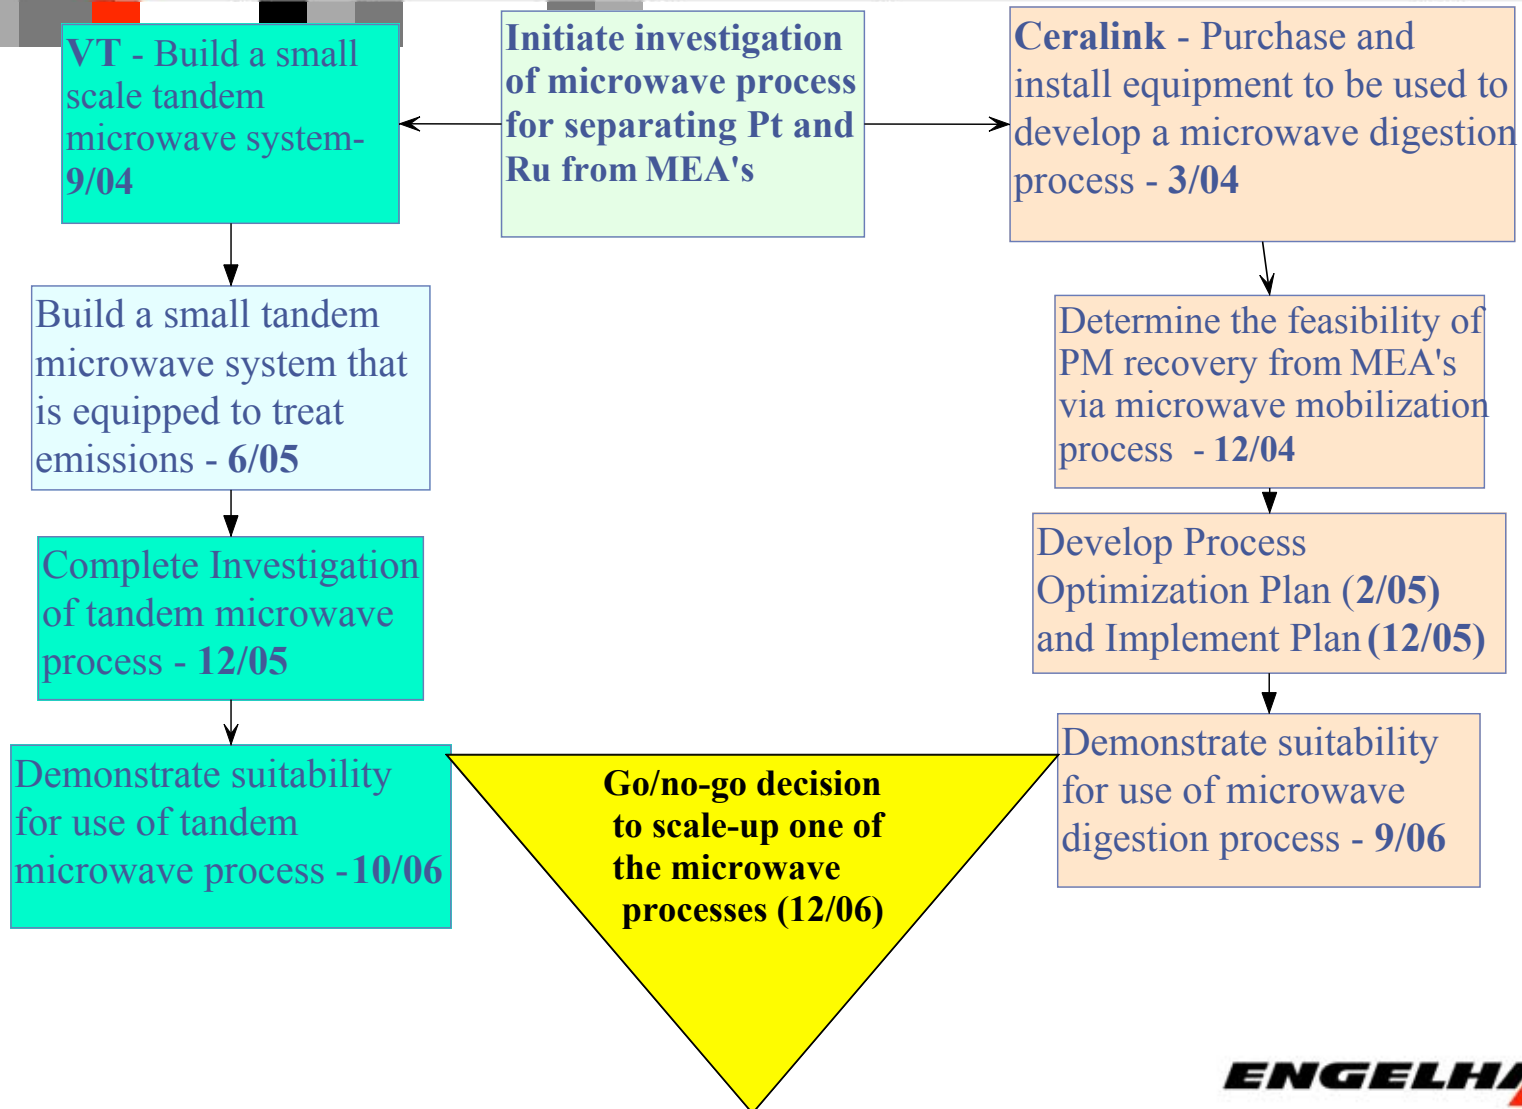 VT - Build a small
scale tandem
microwave system-
9/04
Initiate investigation
of microwave process
for separating Pt and
Ru from MEA's
Ceralink - Purchase and
install equipment to be used to
develop a microwave digestion
process - 3/04
Build a small tandem
microwave system that
is equipped to treat
emissions - 6/05
Determine the feasibility of
PM recovery from MEA's
via microwave mobilization
process - 12/04
Complete Investigation
of tandem microwave
process - 12/05
Develop Process
Optimization Plan (2/05)
and Implement Plan (12/05)
Demonstrate suitability
for use of tandem
microwave process -10/06
Go/no-go decision
to scale-up one of
the microwave
processes (12/06)
Demonstrate suitability
for use of microwave
digestion process - 9/06